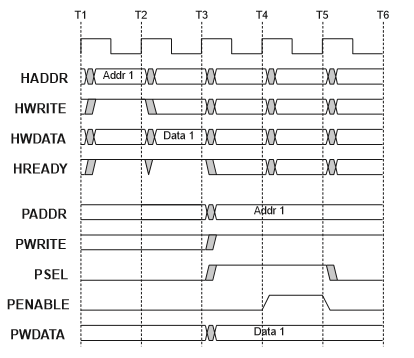 T1 T2 T3 T4 T5 T6
HADDR Addr 1
HWRITE
HWDATA Data 1
HREADY
PADDR Addr 1
PWRITE
PSEL
PENABLE
PWDATA Data 1